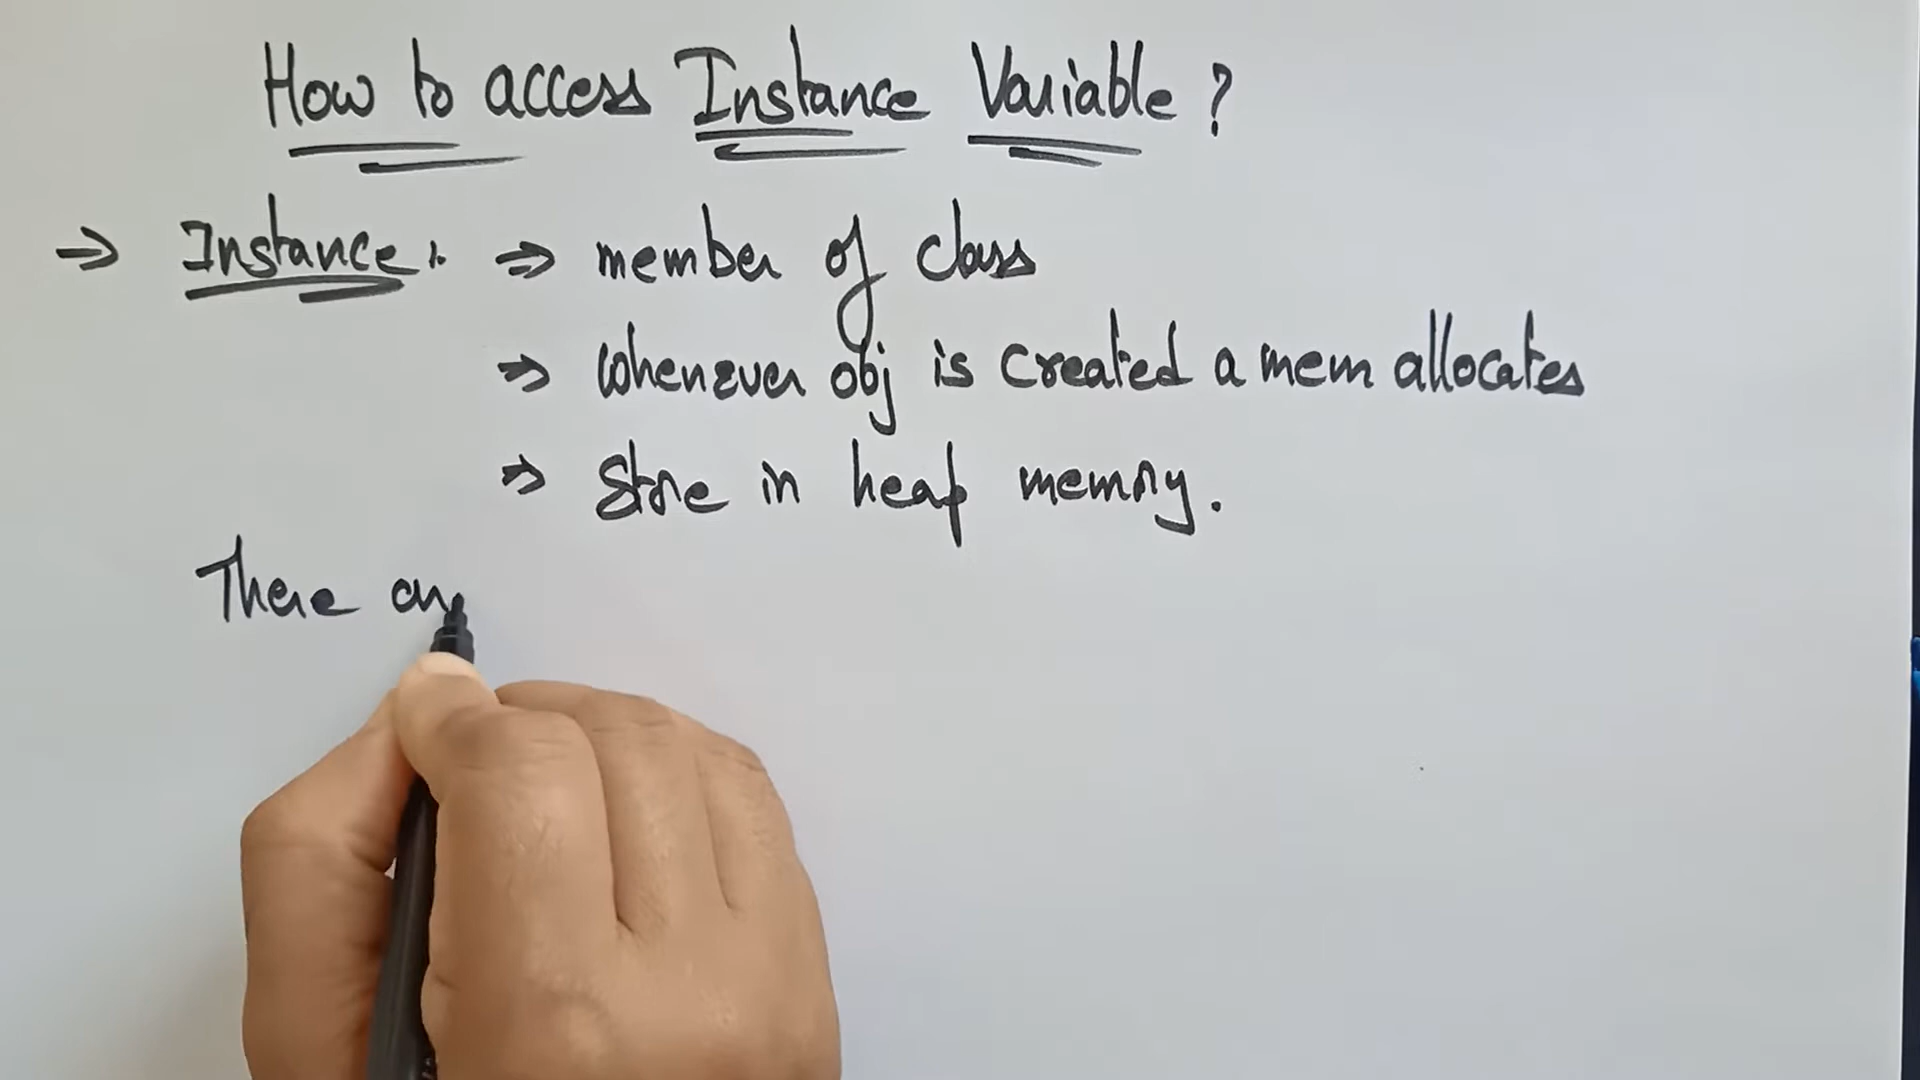 How to access Instance Variable ?
⇒ Instance: ⇒ member of class
⇒ whenever obj is created a mem allocates
⇒ Store in heap memory.
There